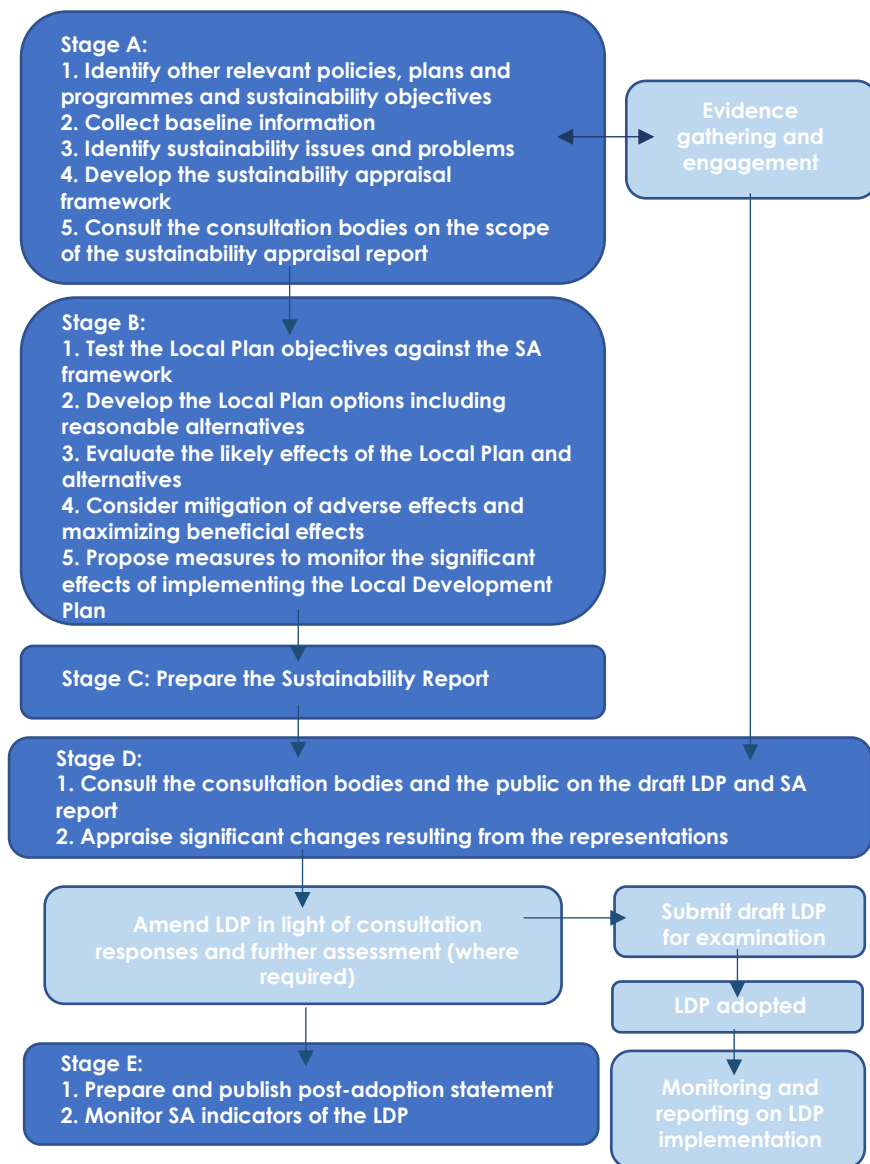 Stage A:
1. Identify other relevant policies, plans and
programmes and sustainability objectives
2. Collect baseline information
3. Identify sustainability issues and problems
4. Develop the sustainability appraisal
framework
5. Consult the consultation bodies on the scope
of the sustainability appraisal report
Evidence
gathering and
engagement
Stage B:
1. Test the Local Plan objectives against the SA
framework
2. Develop the Local Plan options including
reasonable alternatives
3. Evaluate the likely effects of the Local Plan and
alternatives
4. Consider mitigation of adverse effects and
maximizing beneficial effects
5. Propose measures to monitor the significant
effects of implementing the Local Development
Plan
Stage C: Prepare the Sustainability Report
Stage D:
1. Consult the consultation bodies and the public on the draft LDP and SA
report
2. Appraise significant changes resulting from the representations
Amend LDP in light of consultation
responses and further assessment (where
required)
Submit draft LDP
for examination
LDP adopted
Stage E:
1. Prepare and publish post-adoption statement
2. Monitor SA indicators of the LDP
Monitoring and
reporting on LDP
implementation